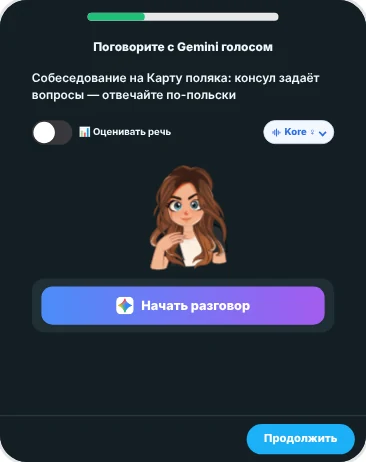 Поговорите с Gemini голосом
Собеседование на Карту поляка: консул задаёт
вопросы — отвечайте по-польски
📊 Оценивать речь
Kore ♀
Начать разговор
Продолжить